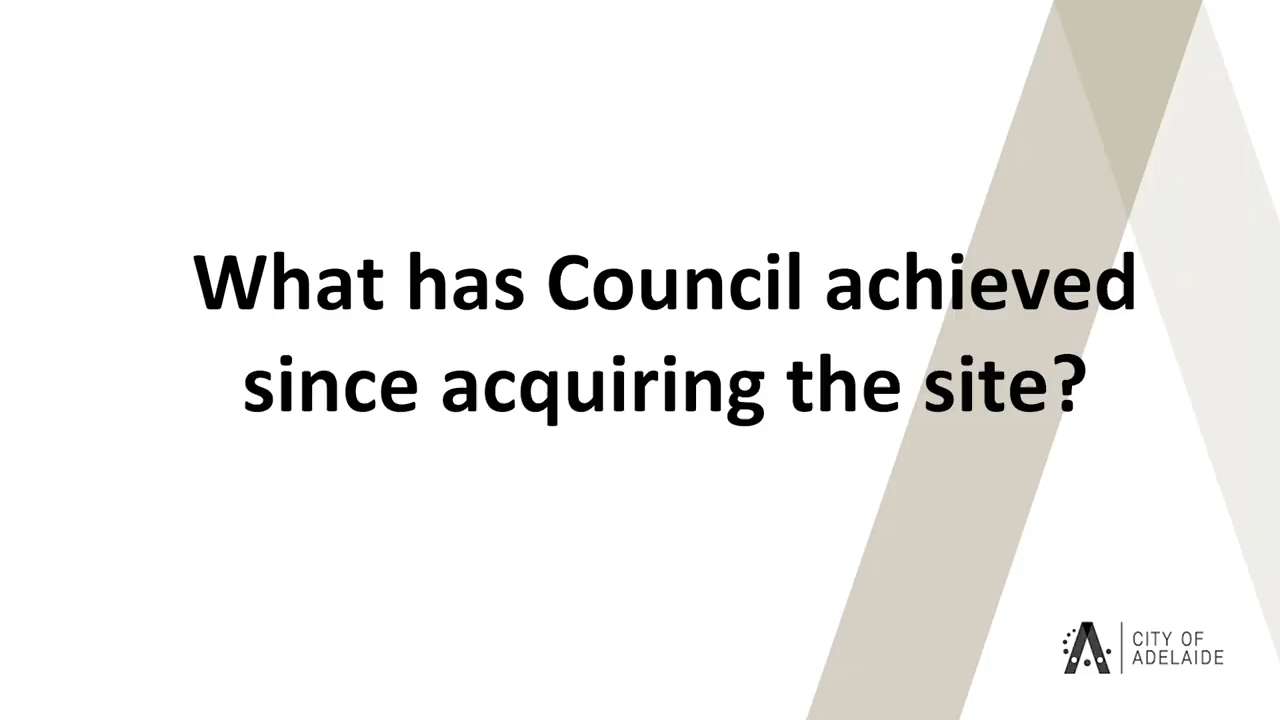 What has Council achieved
since acquiring the site?
CITY OF
ADELAIDE